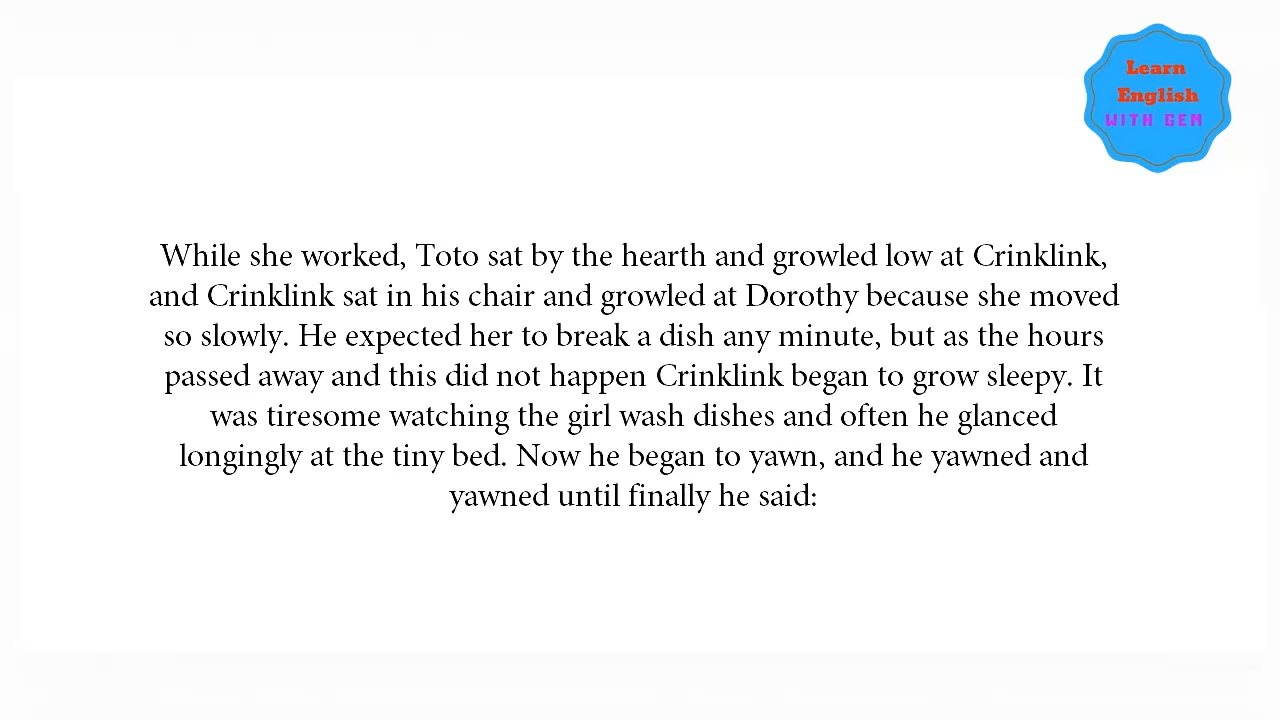 Learn
English
WITH GEM
While she worked, Toto sat by the hearth and growled low at Crinklink,
and Crinklink sat in his chair and growled at Dorothy because she moved
so slowly. He expected her to break a dish any minute, but as the hours
passed away and this did not happen Crinklink began to grow sleepy. It
was tiresome watching the girl wash dishes and often he glanced
longingly at the tiny bed. Now he began to yawn, and he yawned and
yawned until finally he said: